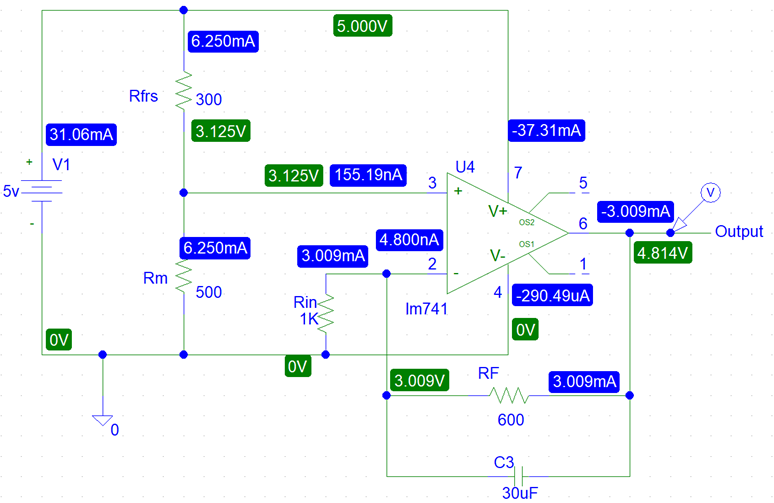 5.000V
6.250mA
Rfrs
300
31.06mA
3.125V
-37.31mA
+
V1
5v
-
3.125V
155.19nA
3
+
U4
7
V+
OS2
5
-3.009mA
V
6
Output
4.814V
6.250mA
Rm
500
3.009mA
4.800nA
2
-
V-
OS1
1
4
-290.49uA
lm741
Rin
1K
0V
0V
0V
0
3.009V
RF
3.009mA
600
C3
30uF